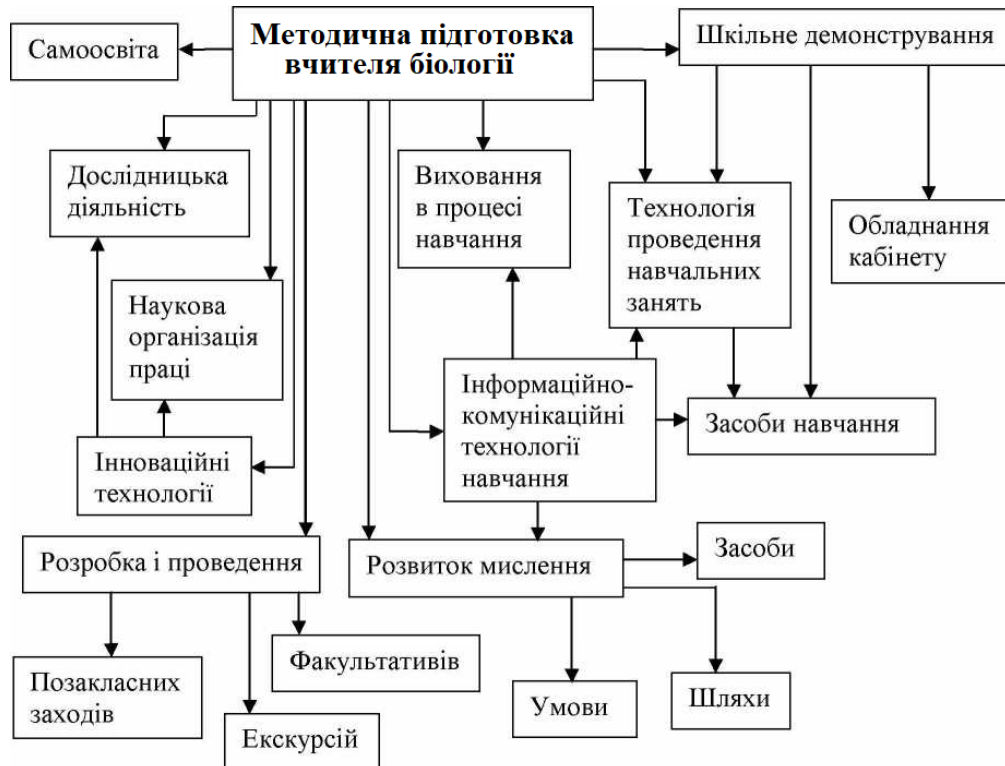 Методична підготовка
вчителя біології
Самоосвіта
Шкільне демонстрування
Дослідницька
діяльність
Виховання
в процесі
навчання
Технологія
проведення
навчальних
занять
Обладнання
кабінету
Наукова
організація
праці
Інформаційно-
комунікаційні
технології
навчання
Засоби навчання
Інноваційні
технології
Розробка і проведення
Розвиток мислення
Засоби
Позакласних
заходів
Екскурсій
Факультативів
Умови
Шляхи